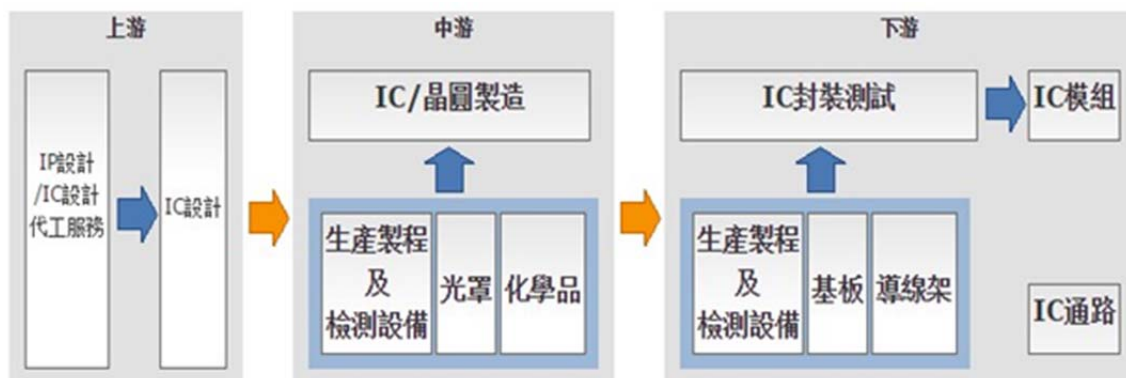 上游
IP設計
/IC設計
代工服務
IC設計
中游
IC/晶圓製造
生產製程
及
檢測設備
光罩
化學品
下游
IC封裝測試
IC模組
生產製程
及
檢測設備
基板
導線架
IC通路